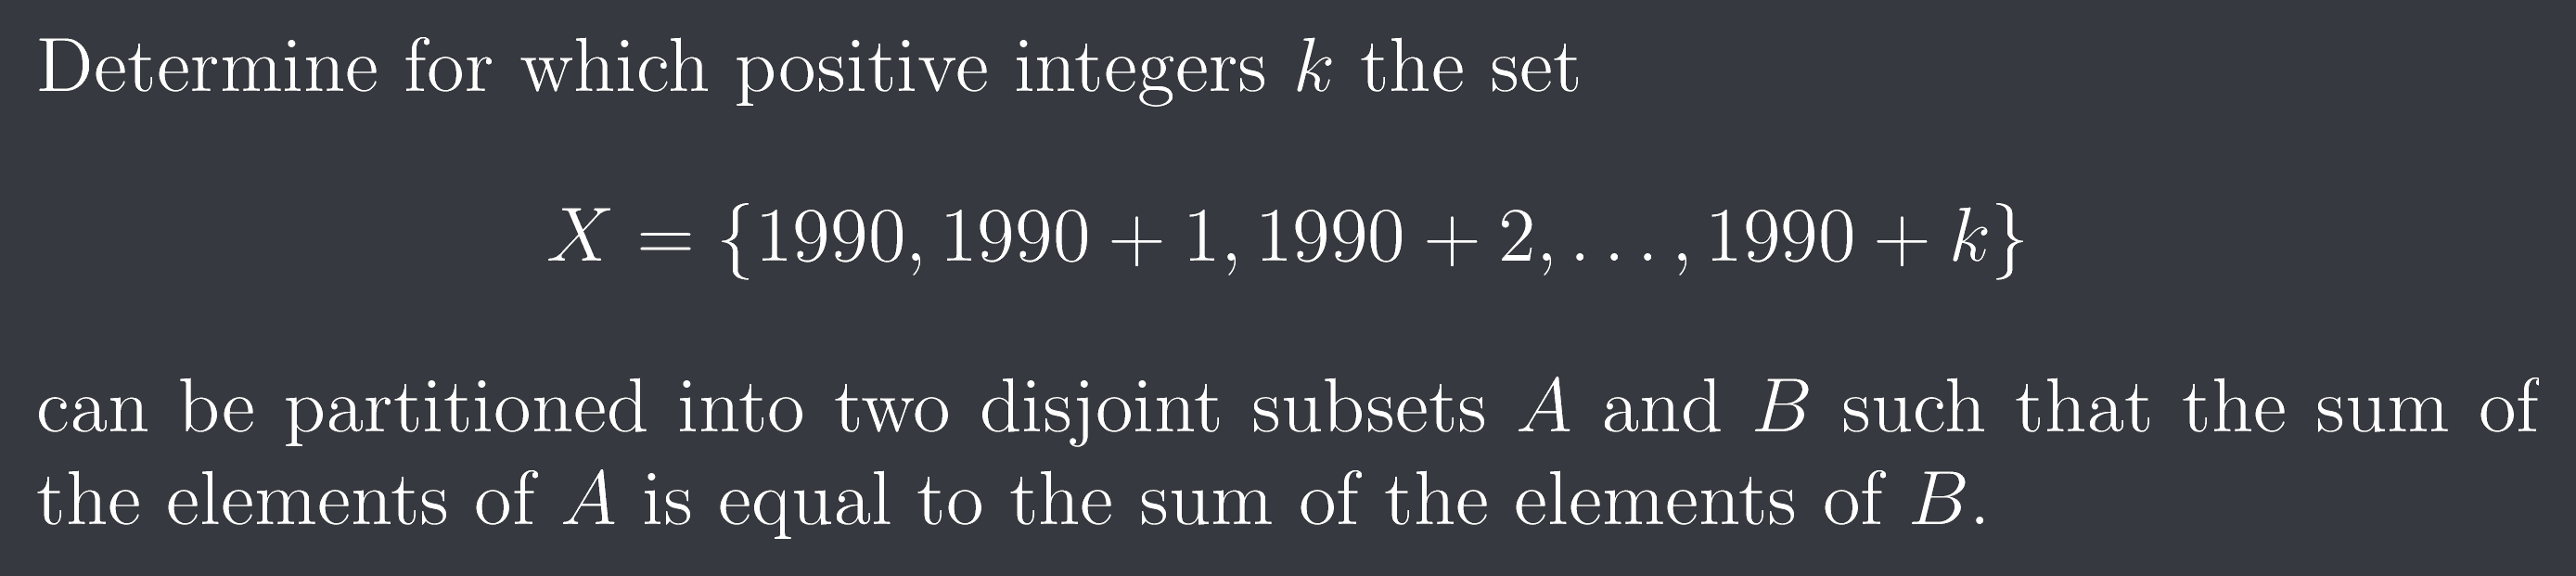 Determine for which positive integers k the set
X = {1990, 1990 + 1, 1990 + 2, . . . , 1990 + k}
can be partitioned into two disjoint subsets A and B such that the sum of
the elements of A is equal to the sum of the elements of B.